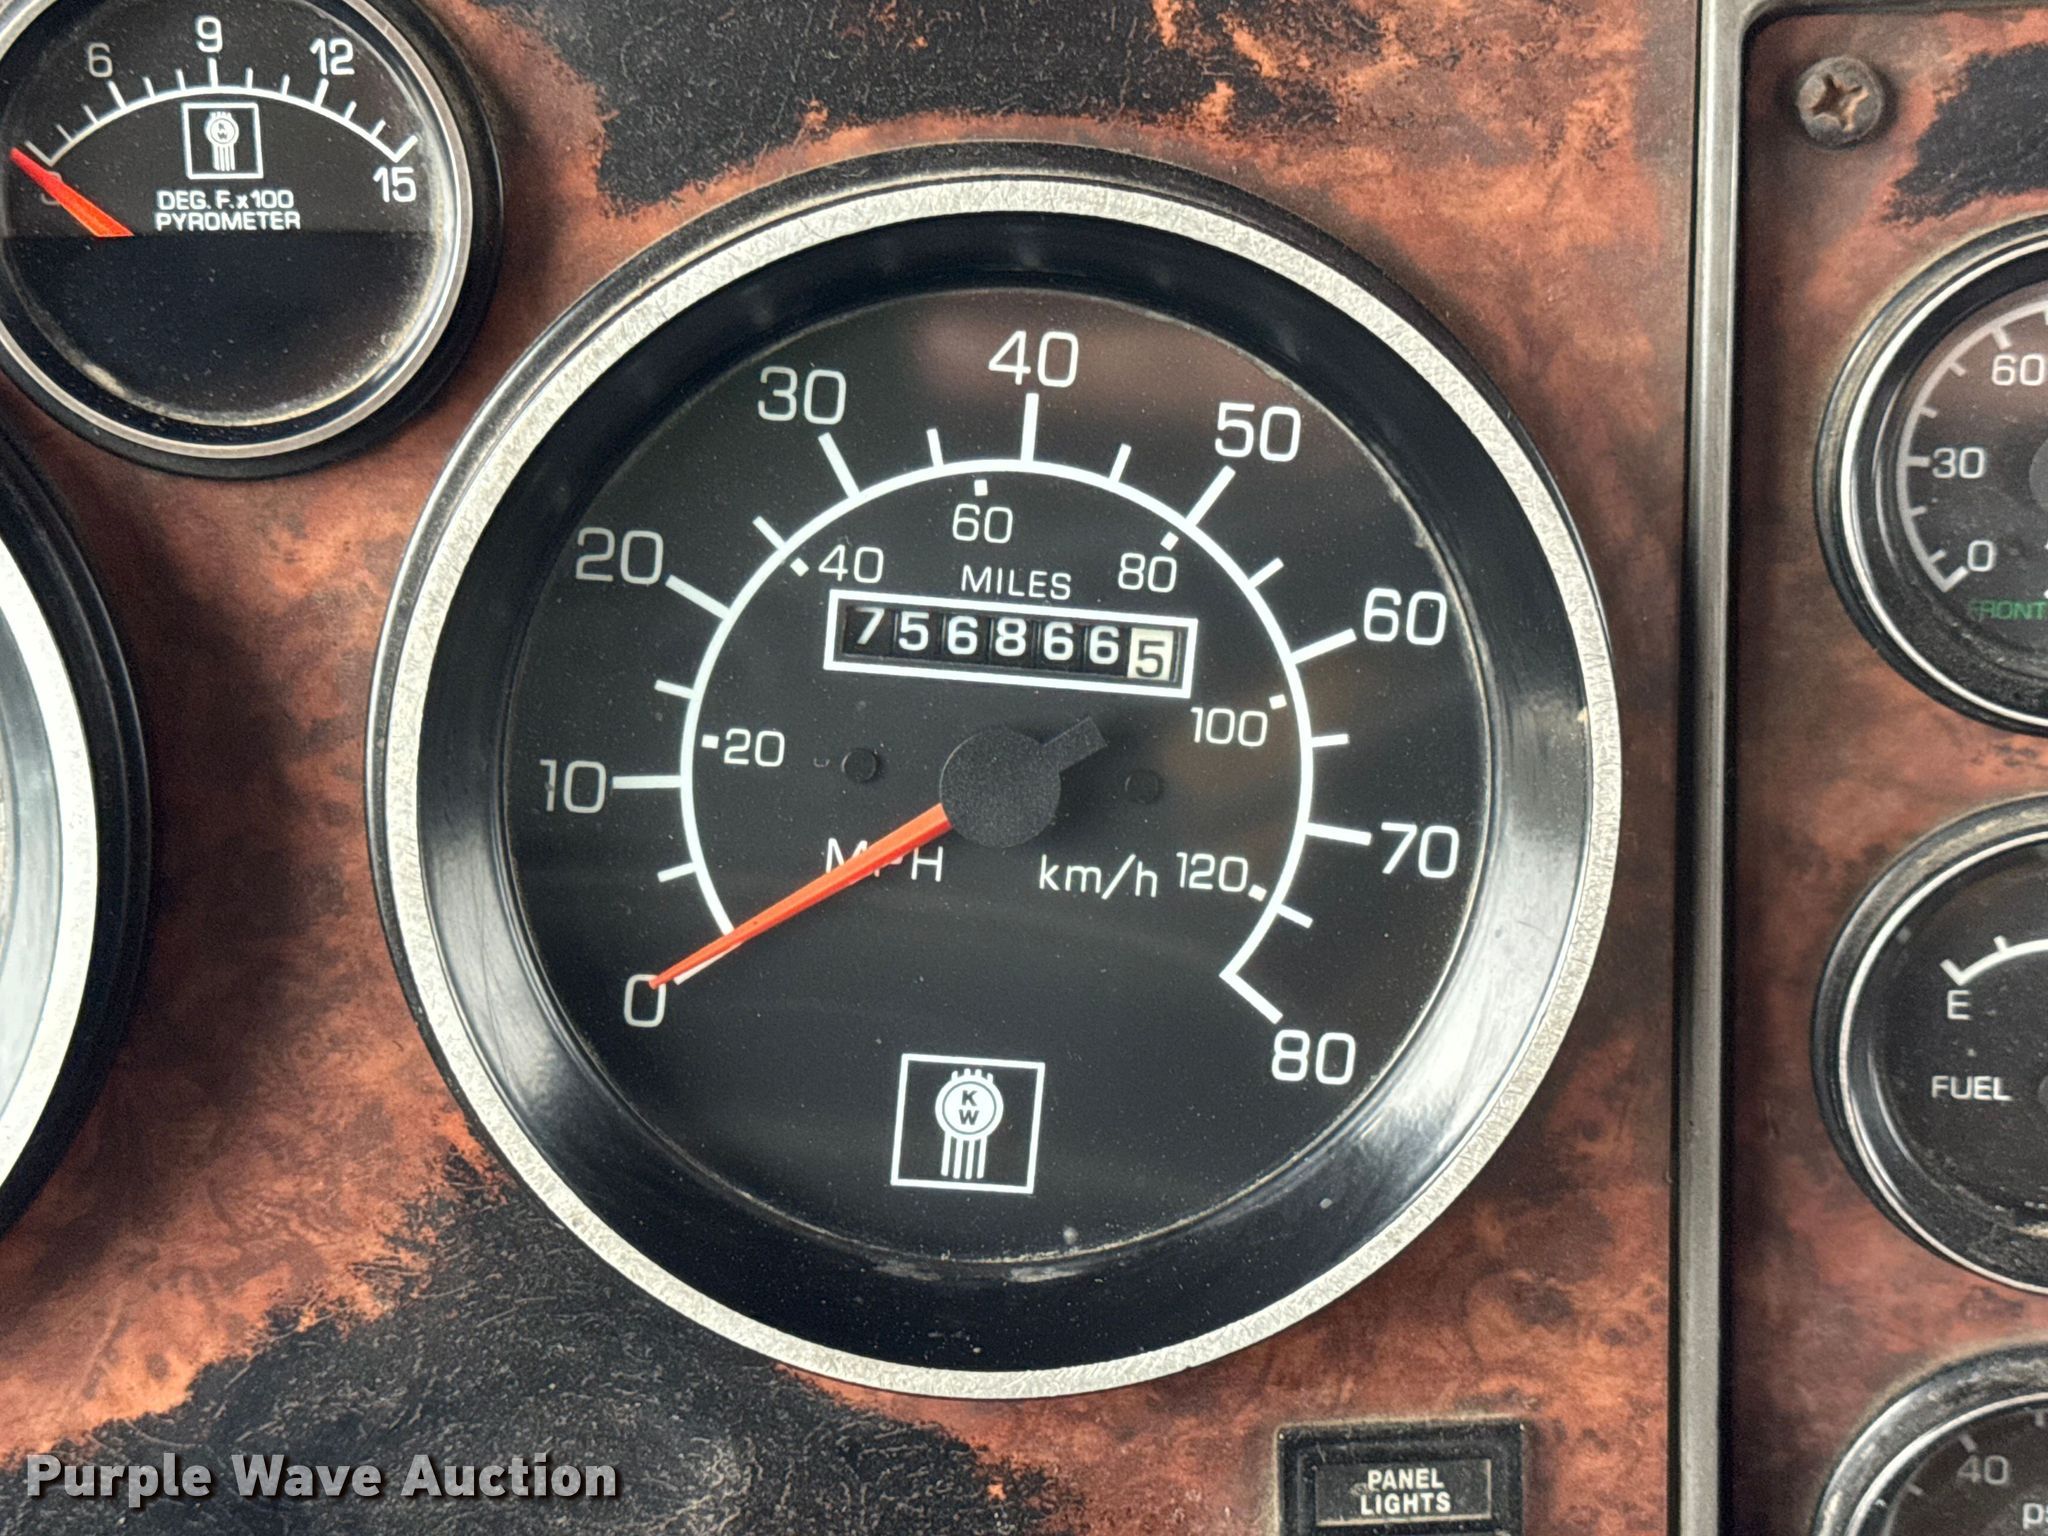 6 9 12
15
DEG. F. x100
PYROMETER
0 10 20 30 40 50 60 70 80
20 40 60 80 100 120
MILES
7568665
MPH km/h
K
W
60
30
0
FRONT
E
FUEL
40
PANEL
LIGHTS
Purple Wave Auction